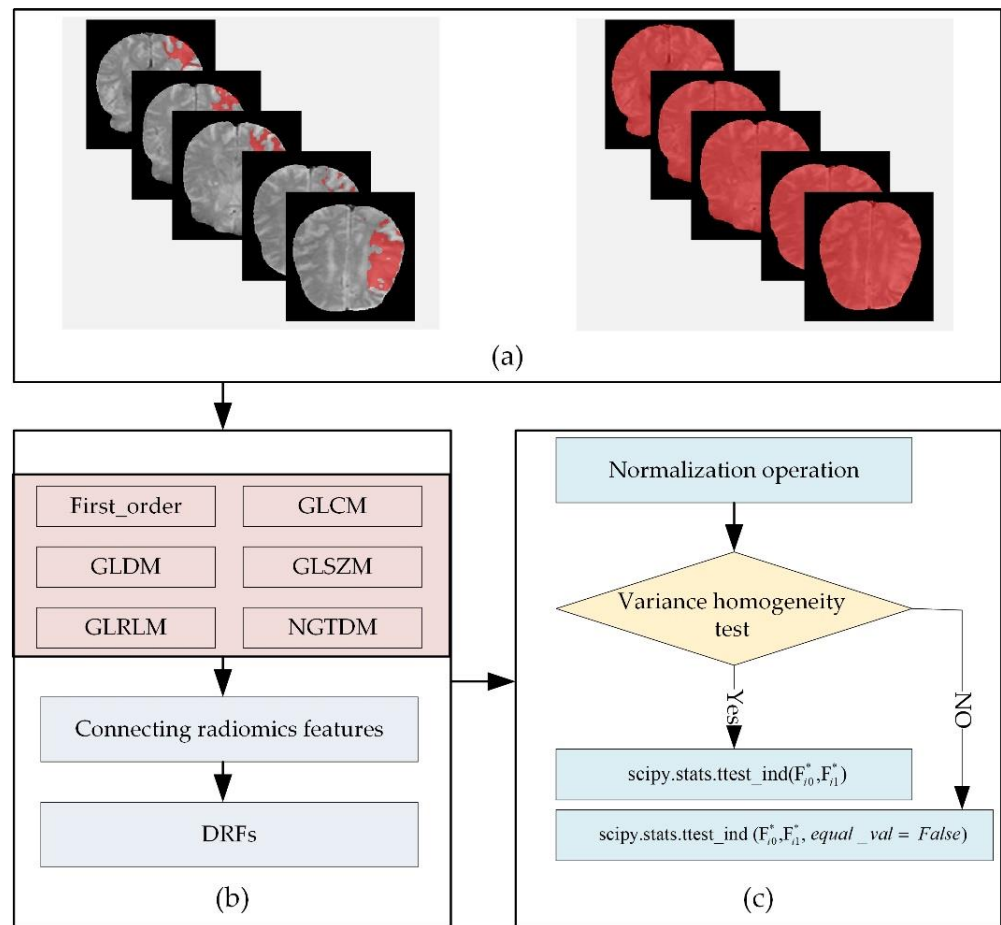 (a)
First_order
GLCM
GLDM
GLSZM
GLRLM
NGTDM
Connecting radiomics features
DRFs
(b)
Normalization operation
Variance homogeneity
test
Yes
NO
scipy.stats.ttest_ind(F*i0,F*i1)
scipy.stats.ttest_ind (F*i0,F*i1, equal_val = False)
(c)